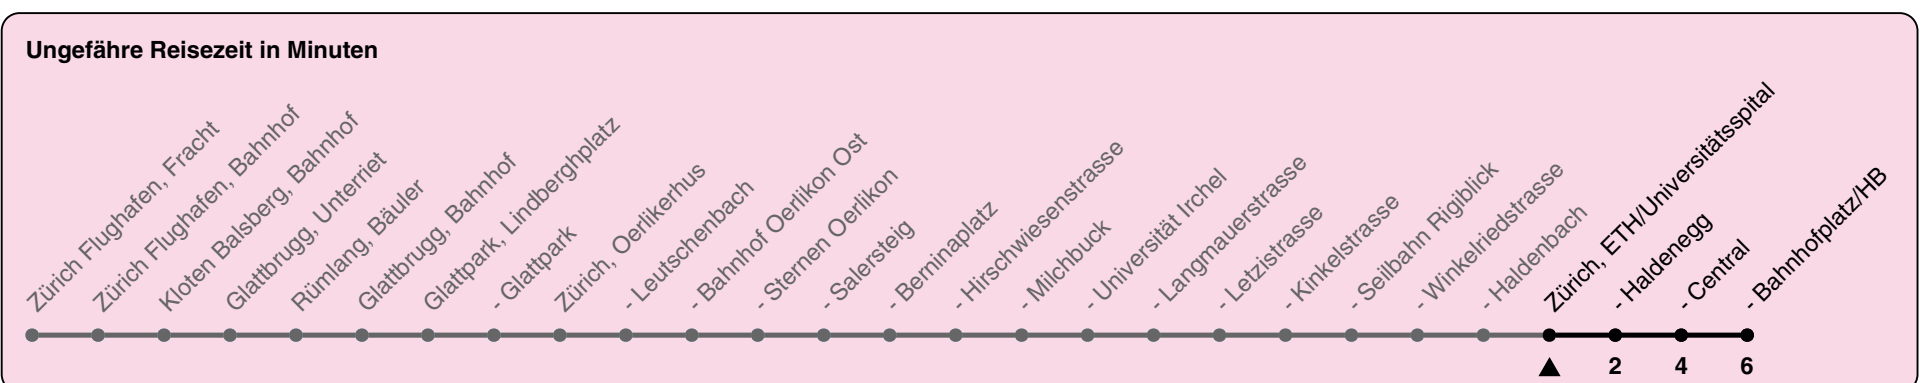 Ungefähre Reisezeit in Minuten
Zürich Flughafen, Fracht
Zürich Flughafen, Bahnhof
Kloten Balsberg, Bahnhof
Glattbrugg, Unterriet
Rümlang, Bäuler
Glattbrugg, Bahnhof
Glattpark, Lindberghplatz
- Glattpark
Zürich, Oerlikerhus
- Leutschenbach
- Bahnhof Oerlikon Ost
- Sternen Oerlikon
- Salersteig
- Berninaplatz
- Hirschwiesenstrasse
- Milchbuck
- Universität Irchel
- Langmauerstrasse
- Letzistrasse
- Kinkelstrasse
- Seilbahn Rigiblick
- Winkelriedstrasse
- Haldenbach
Zürich, ETH/Universitätsspital
- Haldenegg
- Central
- Bahnhofplatz/HB
2 4 6